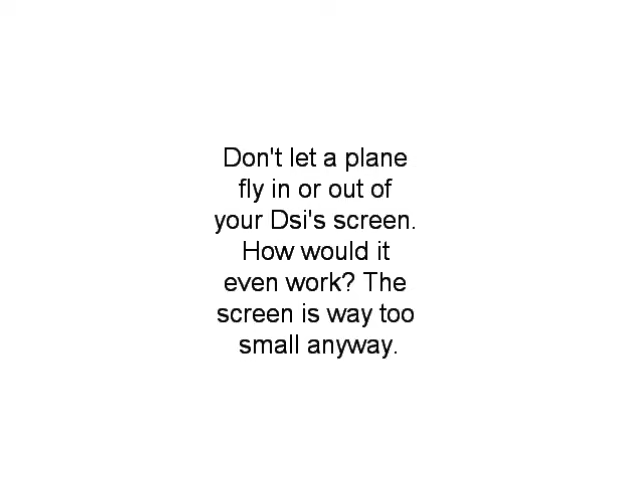 Don't let a plane
fly in or out of
your Dsi's screen.
How would it
even work? The
screen is way too
small anyway.